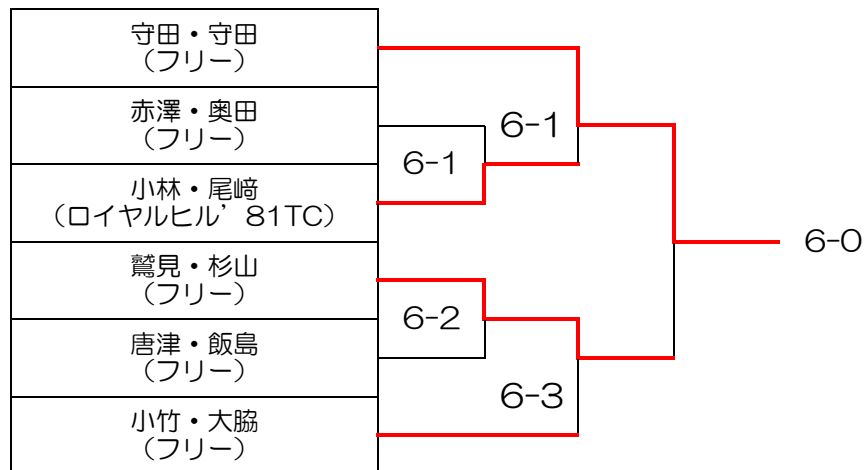 守田・守田
（フリー）
赤澤・奥田
（フリー）
小林・尾﨑
（ロイヤルヒル’81TC）
鷲見・杉山
（フリー）
唐津・飯島
（フリー）
小竹・大脇
（フリー）
6-1
6-1
6-2
6-3
6-0